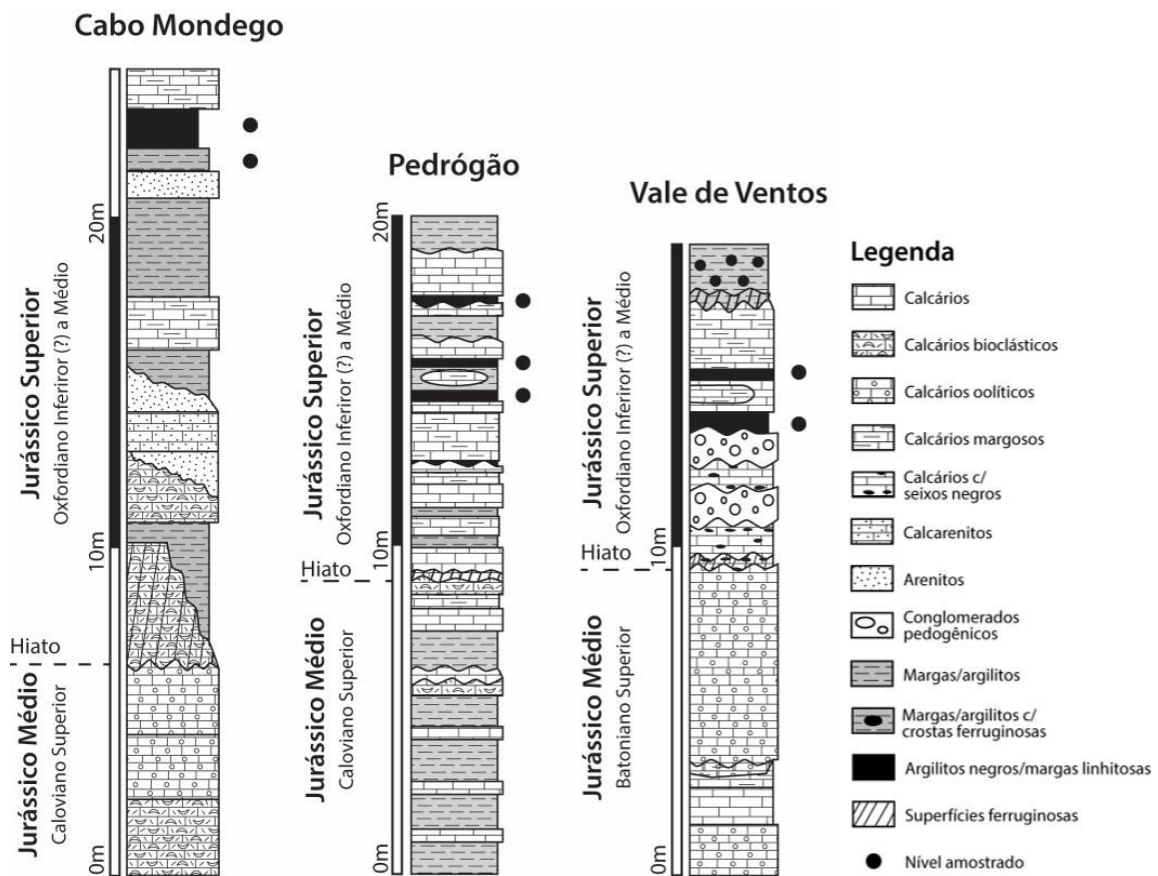 Cabo Mondego
Jurássico Superior
Oxfordiano Inferiror (?) a Médio
20m
10m
Hiato
Jurássico Médio
Caloviano Superior
0m
Pedrógão
20m
Jurássico Superior
Oxfordiano Inferiror (?) a Médio
10m
Hiato
Jurássico Médio
Caloviano Superior
0m
Vale de Ventos
Jurássico Superior
Oxfordiano Inferiror (?) a Médio
10m
Hiato
Jurássico Médio
Batoniano Superior
0m
Legenda
Calcários
Calcários bioclásticos
Calcários oolíticos
Calcários margosos
Calcários c/
seixos negros
Calcarenitos
Arenitos
Conglomerados
pedogênicos
Margas/argilitos
Margas/argilitos c/
crostas ferruginosas
Argilitos negros/margas linhitosas
Superfícies ferruginosas
Nível amostrado